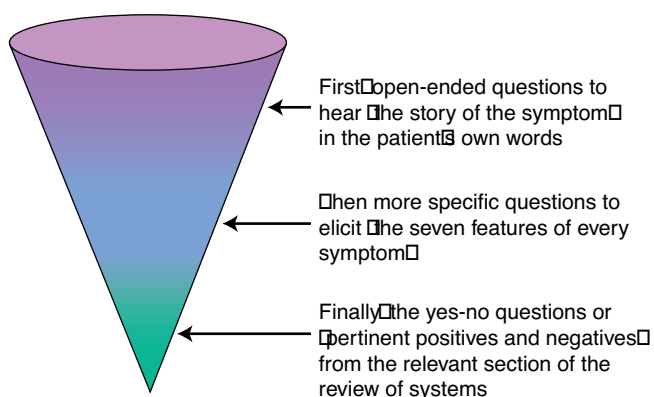 First□open-ended questions to
hear □the story of the symptom□
in the patient□s own words
□hen more specific questions to
elicit □the seven features of every
symptom□
Finally□the yes-no questions or
□pertinent positives and negatives□
from the relevant section of the
review of systems